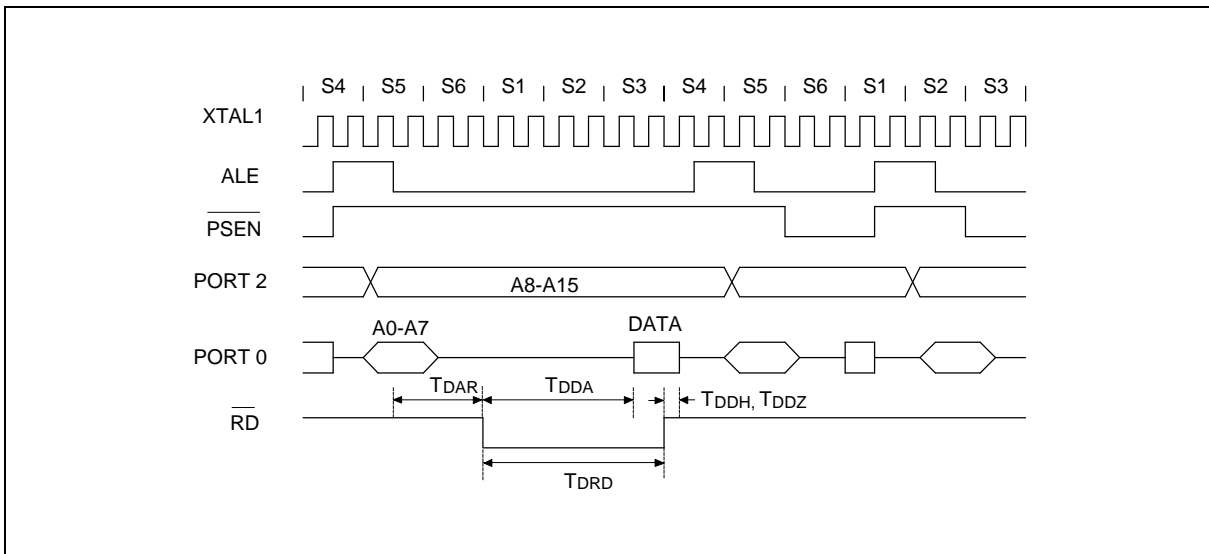 S4 S5 S6 S1 S2 S3 S4 S5 S6 S1 S2 S3
XTAL1
ALE
PSEN
PORT 2
A8-A15
A0-A7
DATA
PORT 0
TDAR
TDDA
TDDH, TDDZ
RD
TDRD